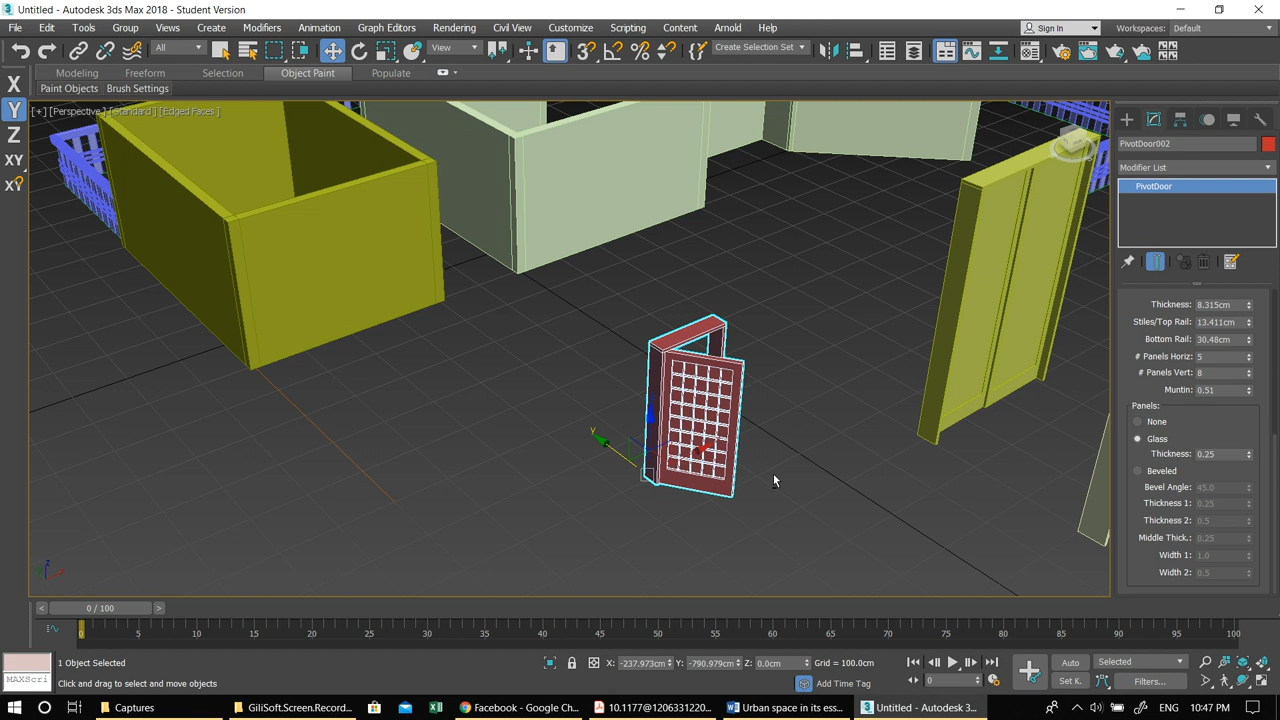 Untitled - Autodesk 3ds Max 2018 - Student Version
File Edit Tools Group Views Create Modifiers Animation Graph Editors Rendering Civil View Customize Scripting Content Arnold Help Sign In Workspaces: Default
All View Create Selection Set
Modeling Freeform Selection Object Paint Populate
Paint Objects Brush Settings
X
Y
Z
XY
XY
[+] [Perspective ] [Standard ] [Edged Faces ]
PivotDoor002
Modifier List
PivotDoor
Thickness: 8.315cm
Stiles/Top Rail: 13.411cm
Bottom Rail: 30.48cm
# Panels Horiz: 5
# Panels Vert: 8
Muntin: 0.51
Panels:
None
Glass
Thickness: 0.25
Beveled
Bevel Angle: 45.0
Thickness 1: 0.25
Thickness 2: 0.5
Middle Thick.: 0.25
Width 1: 1.0
Width 2: 0.5
y
z
0 / 100
0 5 10 15 20 25 30 35 40 45 50 55 60 65 70 75 80 85 90 95 100
1 Object Selected X: -237.973cm Y: -790.979cm Z: 0.0cm Grid = 100.0cm Auto Selected
MAXScri Click and drag to select and move objects Add Time Tag 0 Set K. Filters...
Captures GiliSoft.Screen.Record... Facebook - Google Ch... 10.1177@1206331220... Urban space in its ess... Untitled - Autodesk 3... ENG 10:47 PM